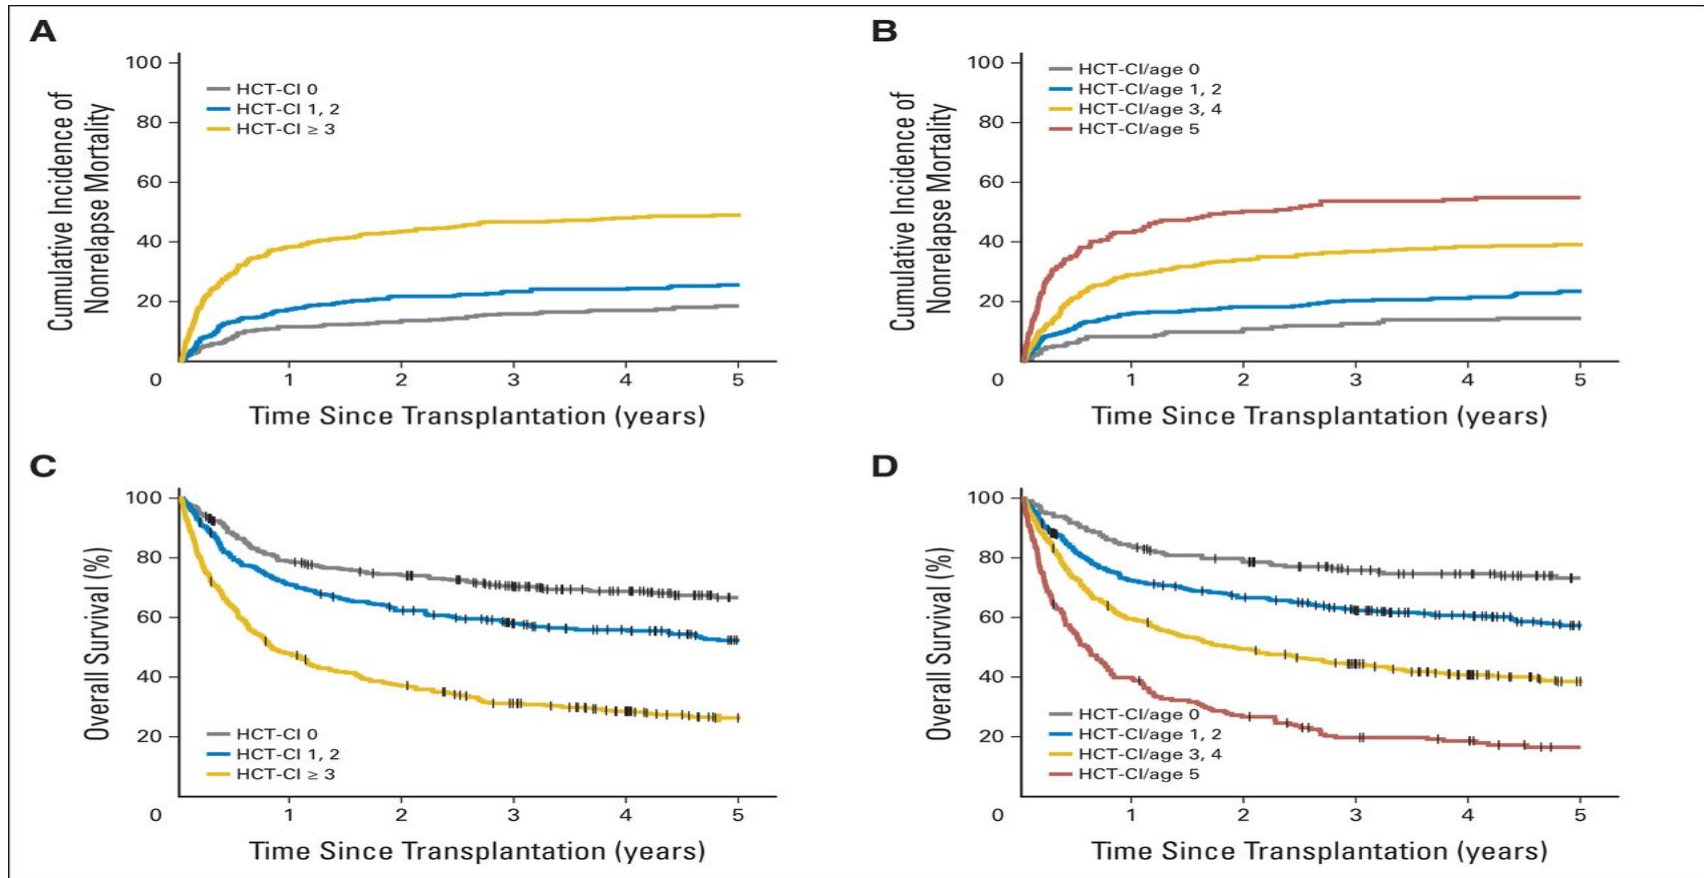 A
Cumulative Incidence of
Nonrelapse Mortality
100
80
60
40
20
0
1
2
3
4
5
HCT-CI 0
HCT-CI 1, 2
HCT-CI ≥ 3
Time Since Transplantation (years)
B
Cumulative Incidence of
Nonrelapse Mortality
100
80
60
40
20
0
1
2
3
4
5
HCT-CI/age 0
HCT-CI/age 1, 2
HCT-CI/age 3, 4
HCT-CI/age 5
Time Since Transplantation (years)
C
Overall Survival (%)
100
80
60
40
20
0
1
2
3
4
5
HCT-CI 0
HCT-CI 1, 2
HCT-CI ≥ 3
Time Since Transplantation (years)
D
Overall Survival (%)
100
80
60
40
20
0
1
2
3
4
5
HCT-CI/age 0
HCT-CI/age 1, 2
HCT-CI/age 3, 4
HCT-CI/age 5
Time Since Transplantation (years)